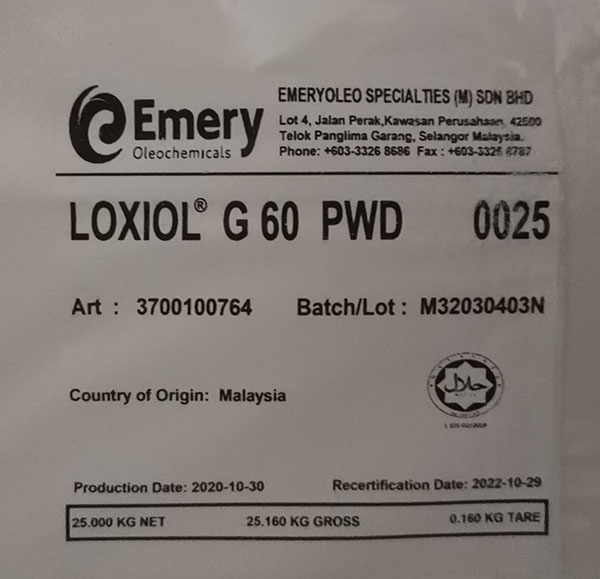 Emery
Oleochemicals
EMERYOLEO SPECIALTIES (M) SDN BHD
Lot 4, Jalan Perak,Kawasan Perusahaan, 42500
Telok Panglima Garang, Selangor Malaysia.
Phone: +603-3326 8686 Fax : +603-3326 8787
LOXIOL® G 60 PWD 0025
Art : 3700100764 Batch/Lot : M32030403N
حلال
Country of Origin: Malaysia
Production Date: 2020-10-30 Recertification Date: 2022-10-29
25.000 KG NET 25.160 KG GROSS 0.160 KG TARE